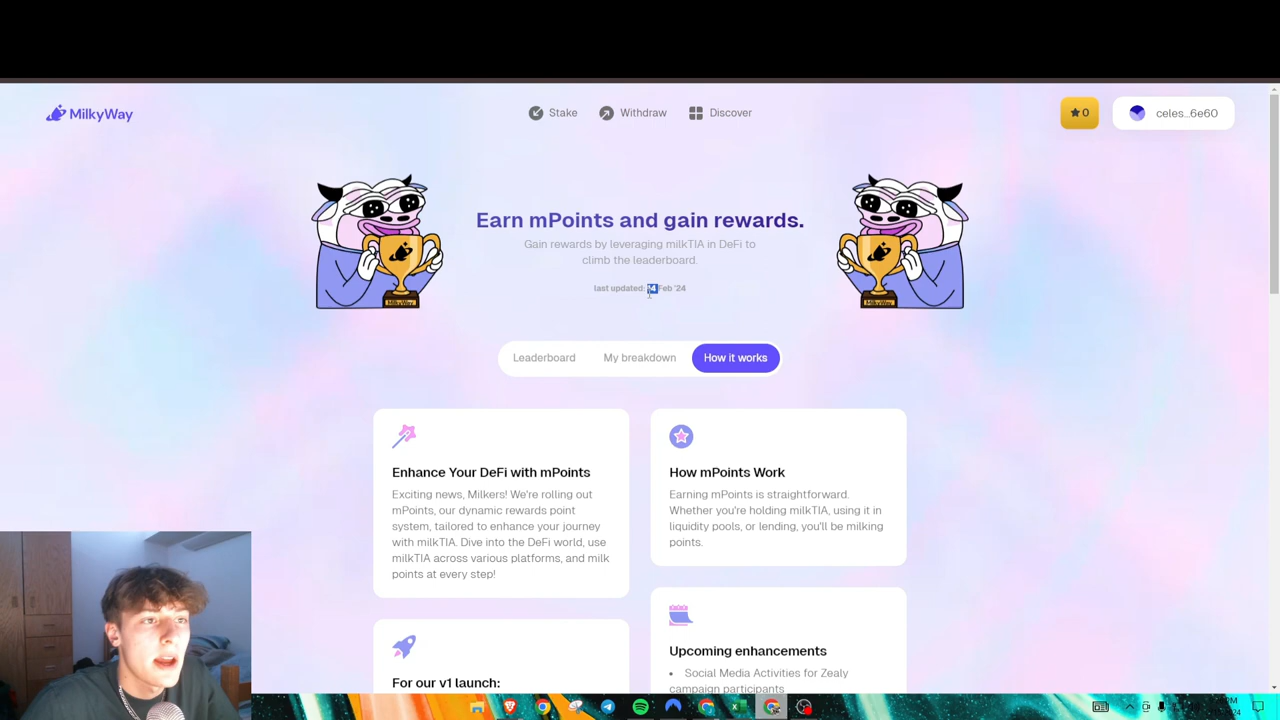 MilkyWay
Stake
Withdraw
Discover
0
celes...6e60
Earn mPoints and gain rewards.
Gain rewards by leveraging milkTIA in DeFi to
climb the leaderboard.
last updated: 14 Feb '24
MilkyWay
MilkyWay
Leaderboard
My breakdown
How it works
Enhance Your DeFi with mPoints
Exciting news, Milkers! We're rolling out
mPoints, our dynamic rewards point
system, tailored to enhance your journey
with milkTIA. Dive into the DeFi world, use
milkTIA across various platforms, and milk
points at every step!
How mPoints Work
Earning mPoints is straightforward.
Whether you're holding milkTIA, using it in
liquidity pools, or lending, you'll be milking
points.
For our v1 launch:
Upcoming enhancements
• Social Media Activities for Zealy
campaign participants